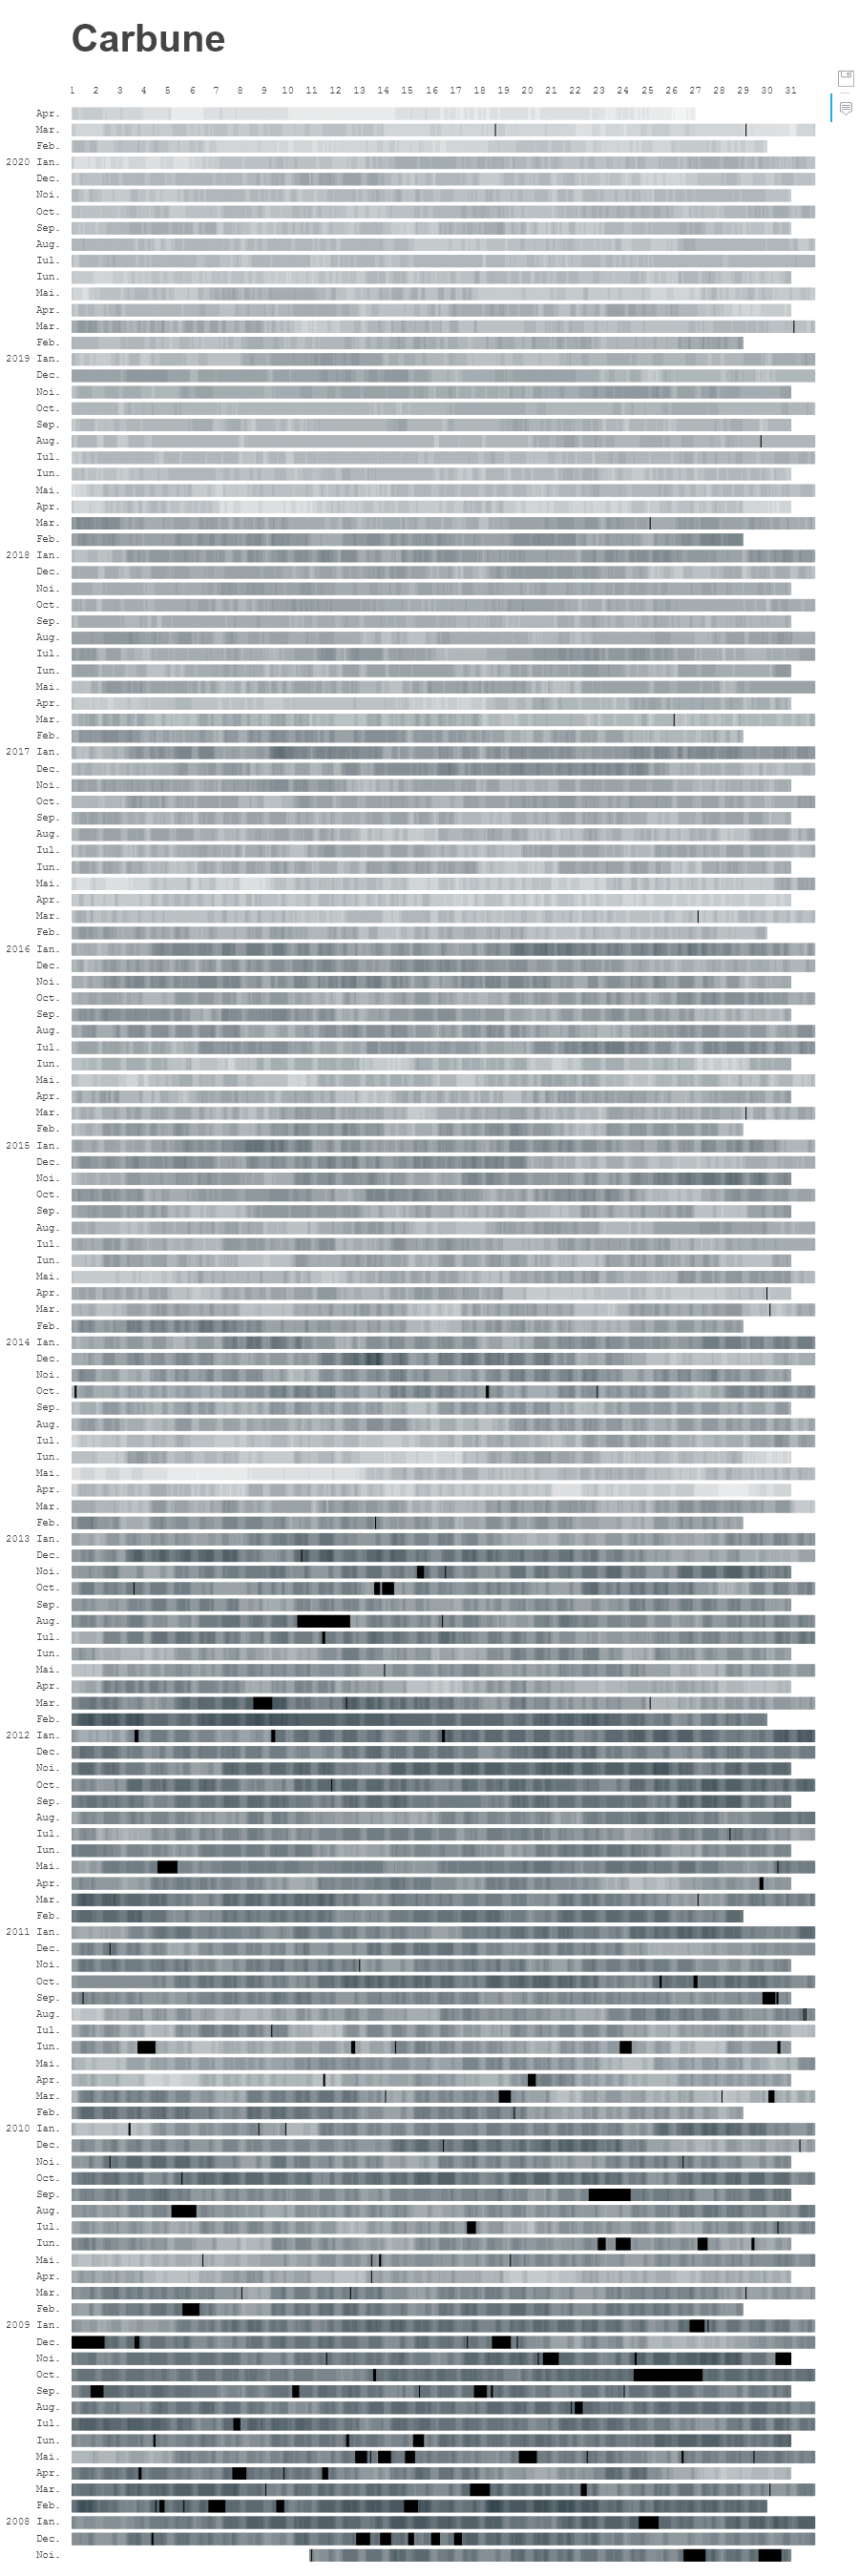 Carbune
1 2 3 4 5 6 7 8 9 10 11 12 13 14 15 16 17 18 19 20 21 22 23 24 25 26 27 28 29 30 31
Apr.
Mar.
Feb.
2020 Ian.
Dec.
Noi.
Oct.
Sep.
Aug.
Iul.
Iun.
Mai.
Apr.
Mar.
Feb.
2019 Ian.
Dec.
Noi.
Oct.
Sep.
Aug.
Iul.
Iun.
Mai.
Apr.
Mar.
Feb.
2018 Ian.
Dec.
Noi.
Oct.
Sep.
Aug.
Iul.
Iun.
Mai.
Apr.
Mar.
Feb.
2017 Ian.
Dec.
Noi.
Oct.
Sep.
Aug.
Iul.
Iun.
Mai.
Apr.
Mar.
Feb.
2016 Ian.
Dec.
Noi.
Oct.
Sep.
Aug.
Iul.
Iun.
Mai.
Apr.
Mar.
Feb.
2015 Ian.
Dec.
Noi.
Oct.
Sep.
Aug.
Iul.
Iun.
Mai.
Apr.
Mar.
Feb.
2014 Ian.
Dec.
Noi.
Oct.
Sep.
Aug.
Iul.
Iun.
Mai.
Apr.
Mar.
Feb.
2013 Ian.
Dec.
Noi.
Oct.
Sep.
Aug.
Iul.
Iun.
Mai.
Apr.
Mar.
Feb.
2012 Ian.
Dec.
Noi.
Oct.
Sep.
Aug.
Iul.
Iun.
Mai.
Apr.
Mar.
Feb.
2011 Ian.
Dec.
Noi.
Oct.
Sep.
Aug.
Iul.
Iun.
Mai.
Apr.
Mar.
Feb.
2010 Ian.
Dec.
Noi.
Oct.
Sep.
Aug.
Iul.
Iun.
Mai.
Apr.
Mar.
Feb.
2009 Ian.
Dec.
Noi.
Oct.
Sep.
Aug.
Iul.
Iun.
Mai.
Apr.
Mar.
Feb.
2008 Ian.
Dec.
Noi.